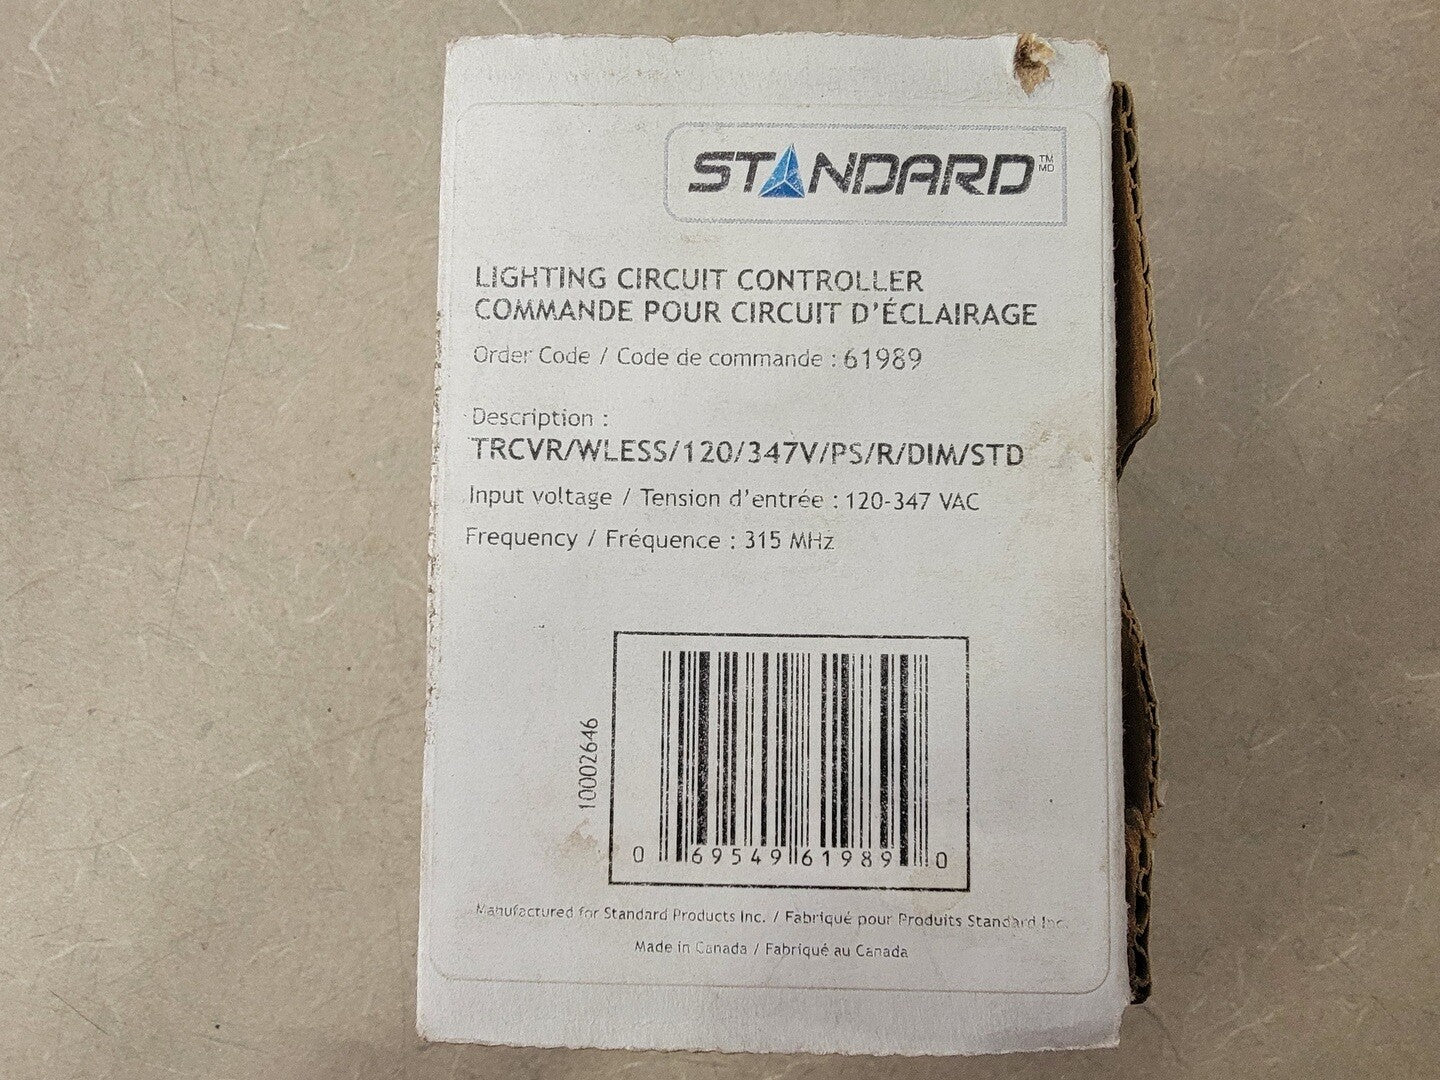 STANDARD TM MD
LIGHTING CIRCUIT CONTROLLER
COMMANDE POUR CIRCUIT D'ÉCLAIRAGE
Order Code / Code de commande : 61989
Description :
TRCVR/WLESS/120/347V/PS/R/DIM/STD
Input voltage / Tension d'entrée : 120-347 VAC
Frequency / Fréquence : 315 MHz
10002646
0 69549 61989 0
Manufactured for Standard Products Inc. / Fabriqué pour Produits Standard Inc.
Made in Canada / Fabriqué au Canada